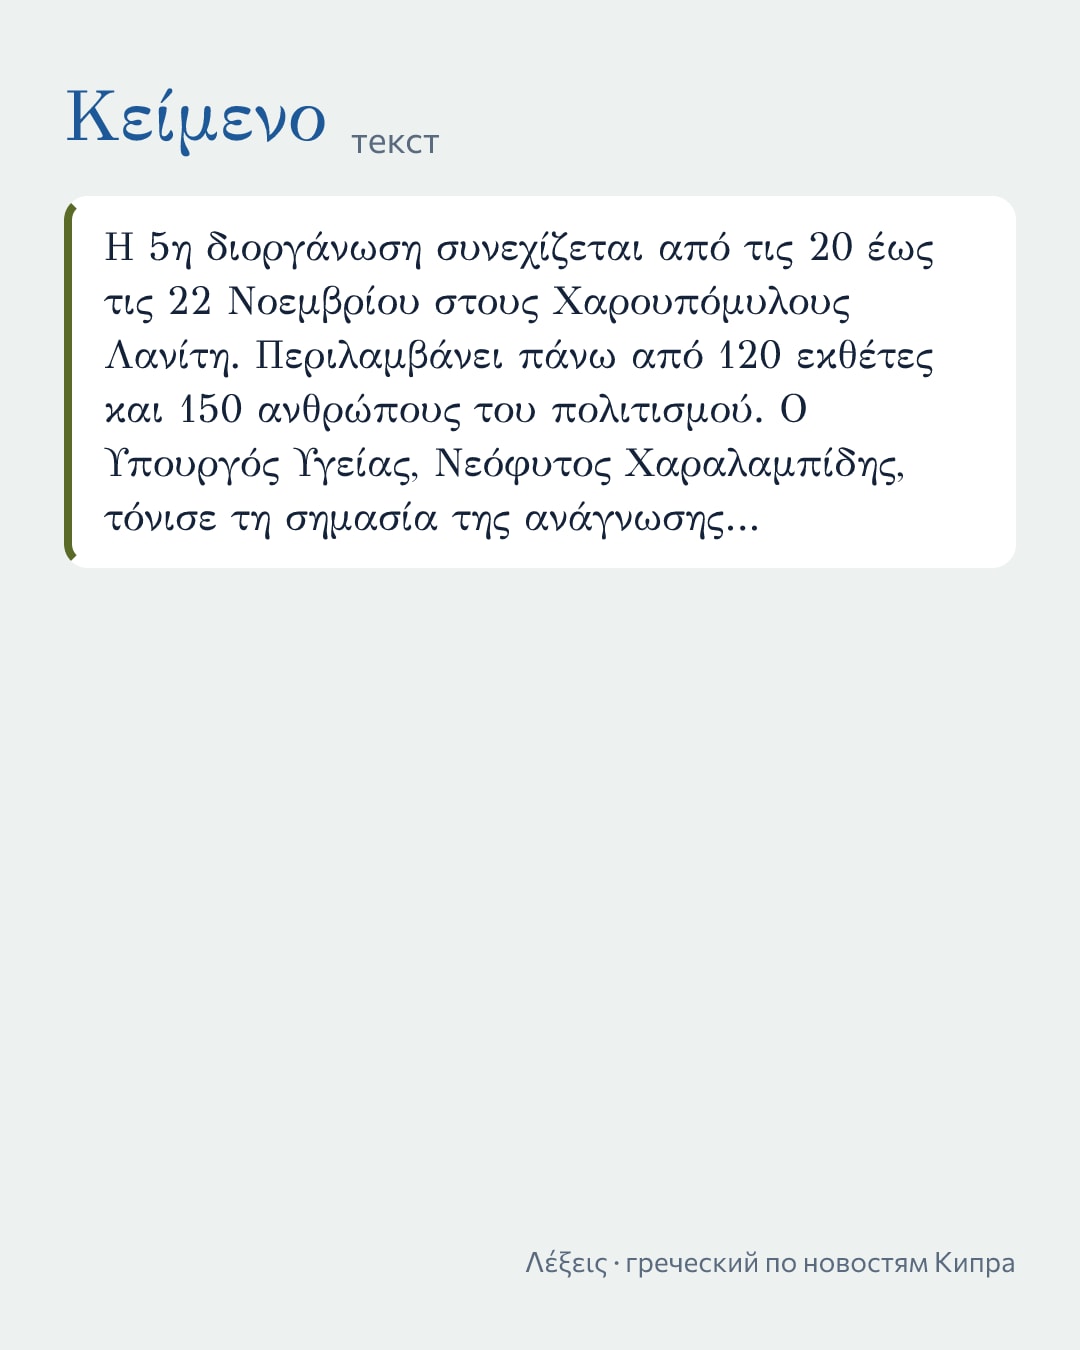 Κείμενο текст
Η 5η διοργάνωση συνεχίζεται από τις 20 έως
τις 22 Νοεμβρίου στους Χαρουπόμυλους
Λανίτη. Περιλαμβάνει πάνω από 120 εκθέτες
και 150 ανθρώπους του πολιτισμού. Ο
Υπουργός Υγείας, Νεόφυτος Χαραλαμπίδης,
τόνισε τη σημασία της ανάγνωσης...
Λέξεις · греческий по новостям Кипра